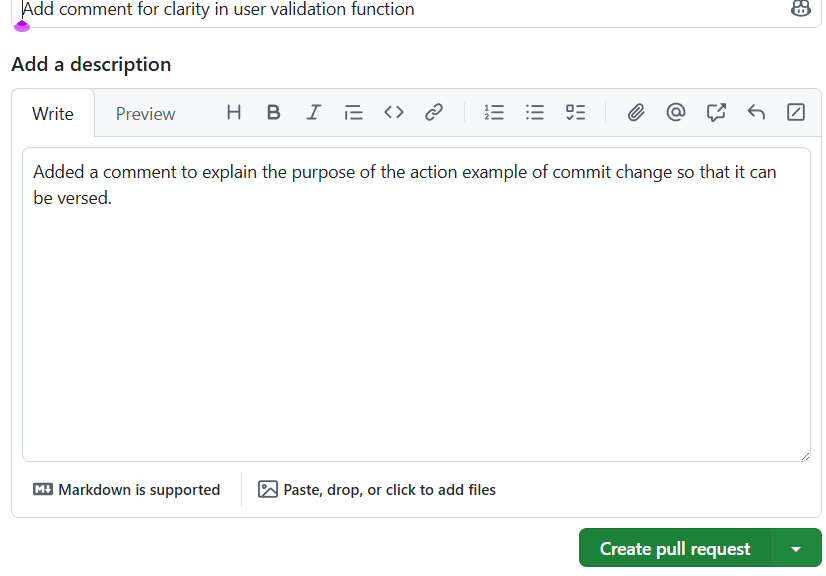 Add comment for clarity in user validation function
Add a description
Write Preview H B I
Added a comment to explain the purpose of the action example of commit change so that it can
be versed.
Markdown is supported Paste, drop, or click to add files
Create pull request